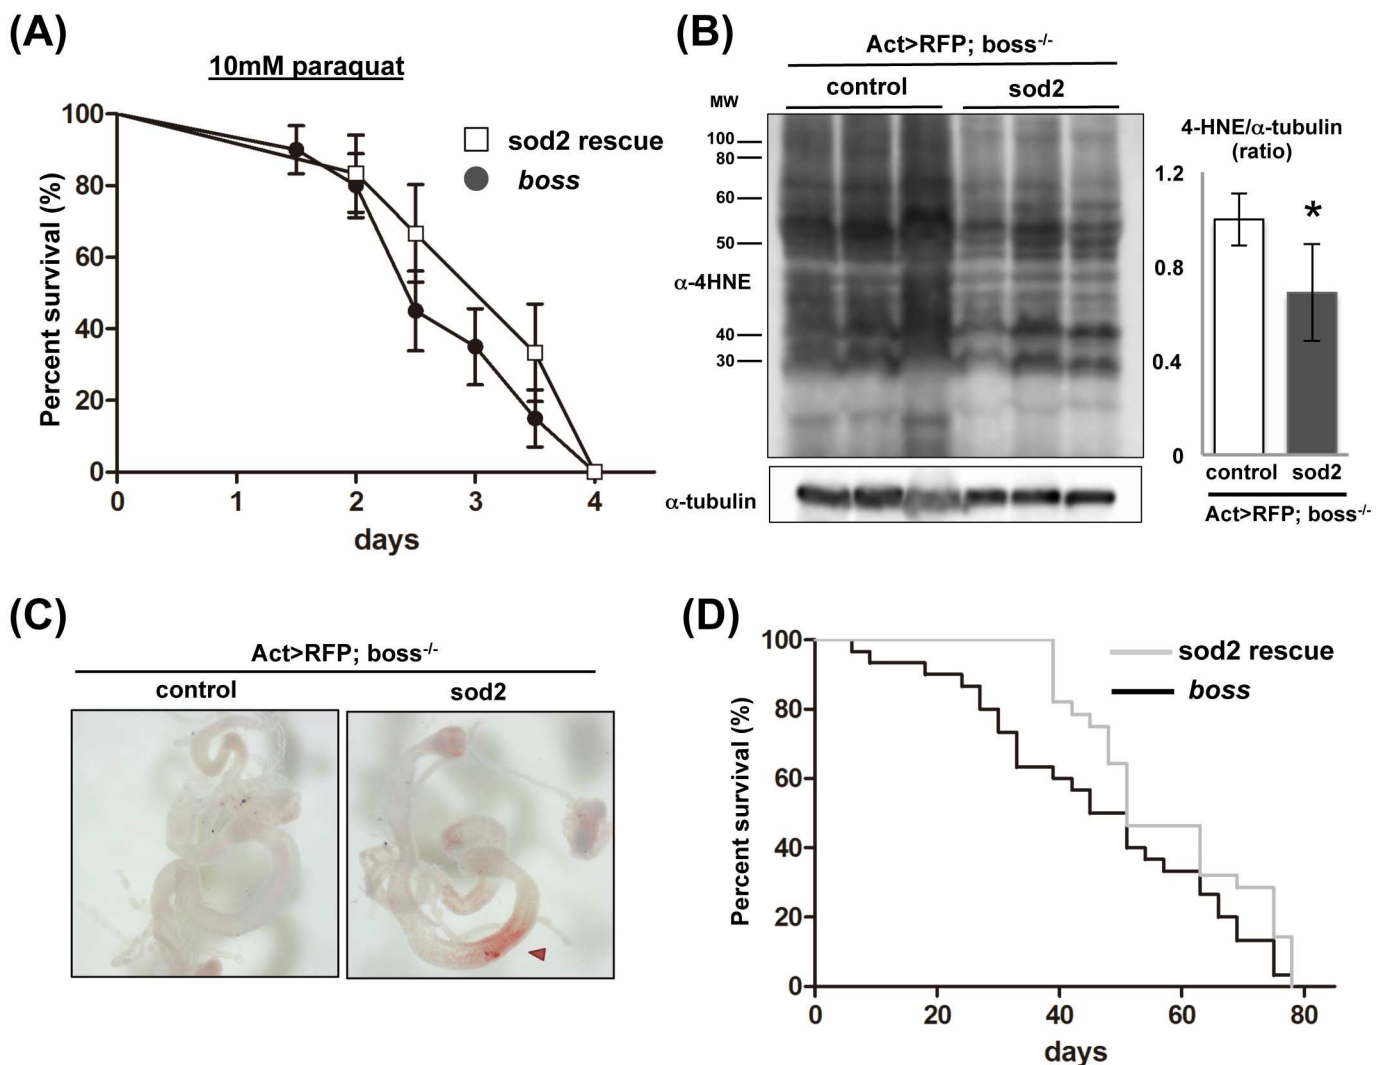 (A)
10mM paraquat
sod2 rescue
boss
Percent survival (%)
100
80
60
40
20
0
0 1 2 3 4
days
(B)
Act>RFP; boss-/-
control sod2
MW
100
80
60
50
α-4HNE
40
30
α-tubulin
4-HNE/α-tubulin
(ratio)
1.2
0.8
0.4
0
*
control sod2
Act>RFP; boss-/-
(C)
Act>RFP; boss-/-
control sod2
(D)
sod2 rescue
boss
Percent survival (%)
100
80
60
40
20
0
0 20 40 60 80
days